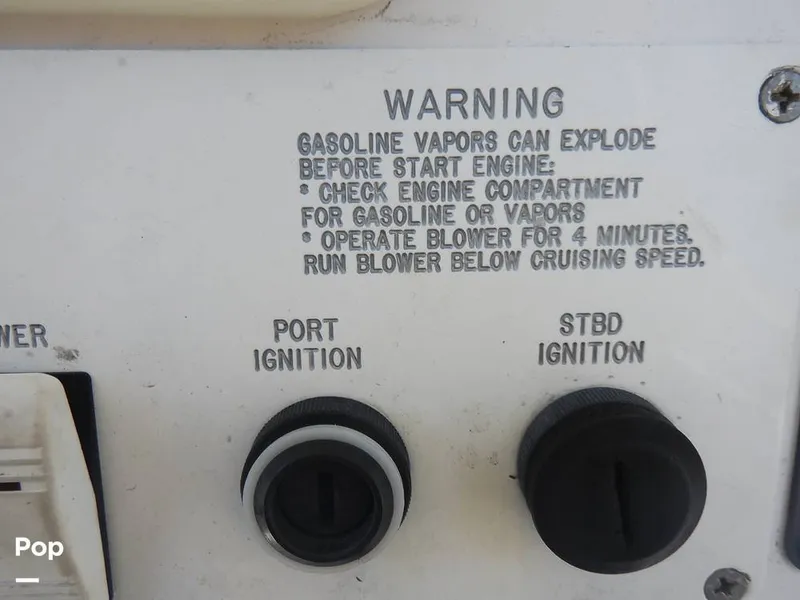 WARNING
GASOLINE VAPORS CAN EXPLODE
BEFORE START ENGINE:
* CHECK ENGINE COMPARTMENT
FOR GASOLINE OR VAPORS
* OPERATE BLOWER FOR 4 MINUTES.
RUN BLOWER BELOW CRUISING SPEED.
PORT
IGNITION
STBD
IGNITION
Pop